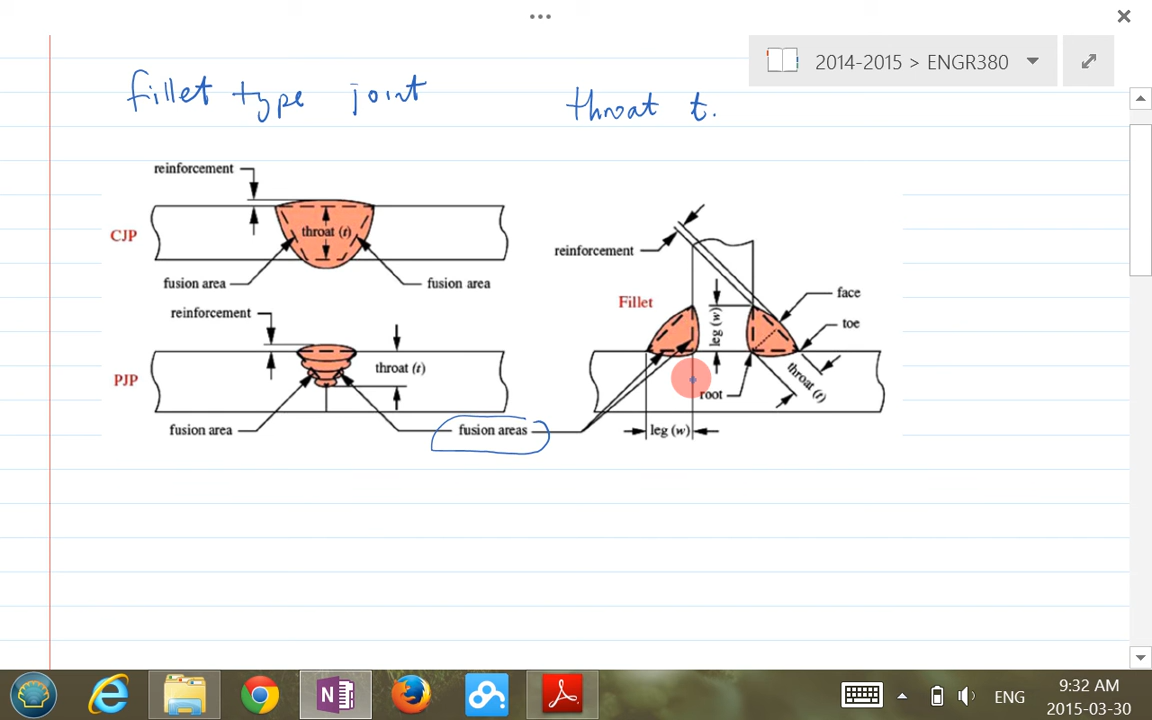 2014-2015 > ENGR380
fillet type joint
throat t.
reinforcement
CJP
throat (t)
fusion area
fusion area
reinforcement
PJP
throat (t)
fusion area
fusion areas
reinforcement
Fillet
leg (w)
face
toe
throat (t)
root
leg (w)
ENG
9:32 AM
2015-03-30